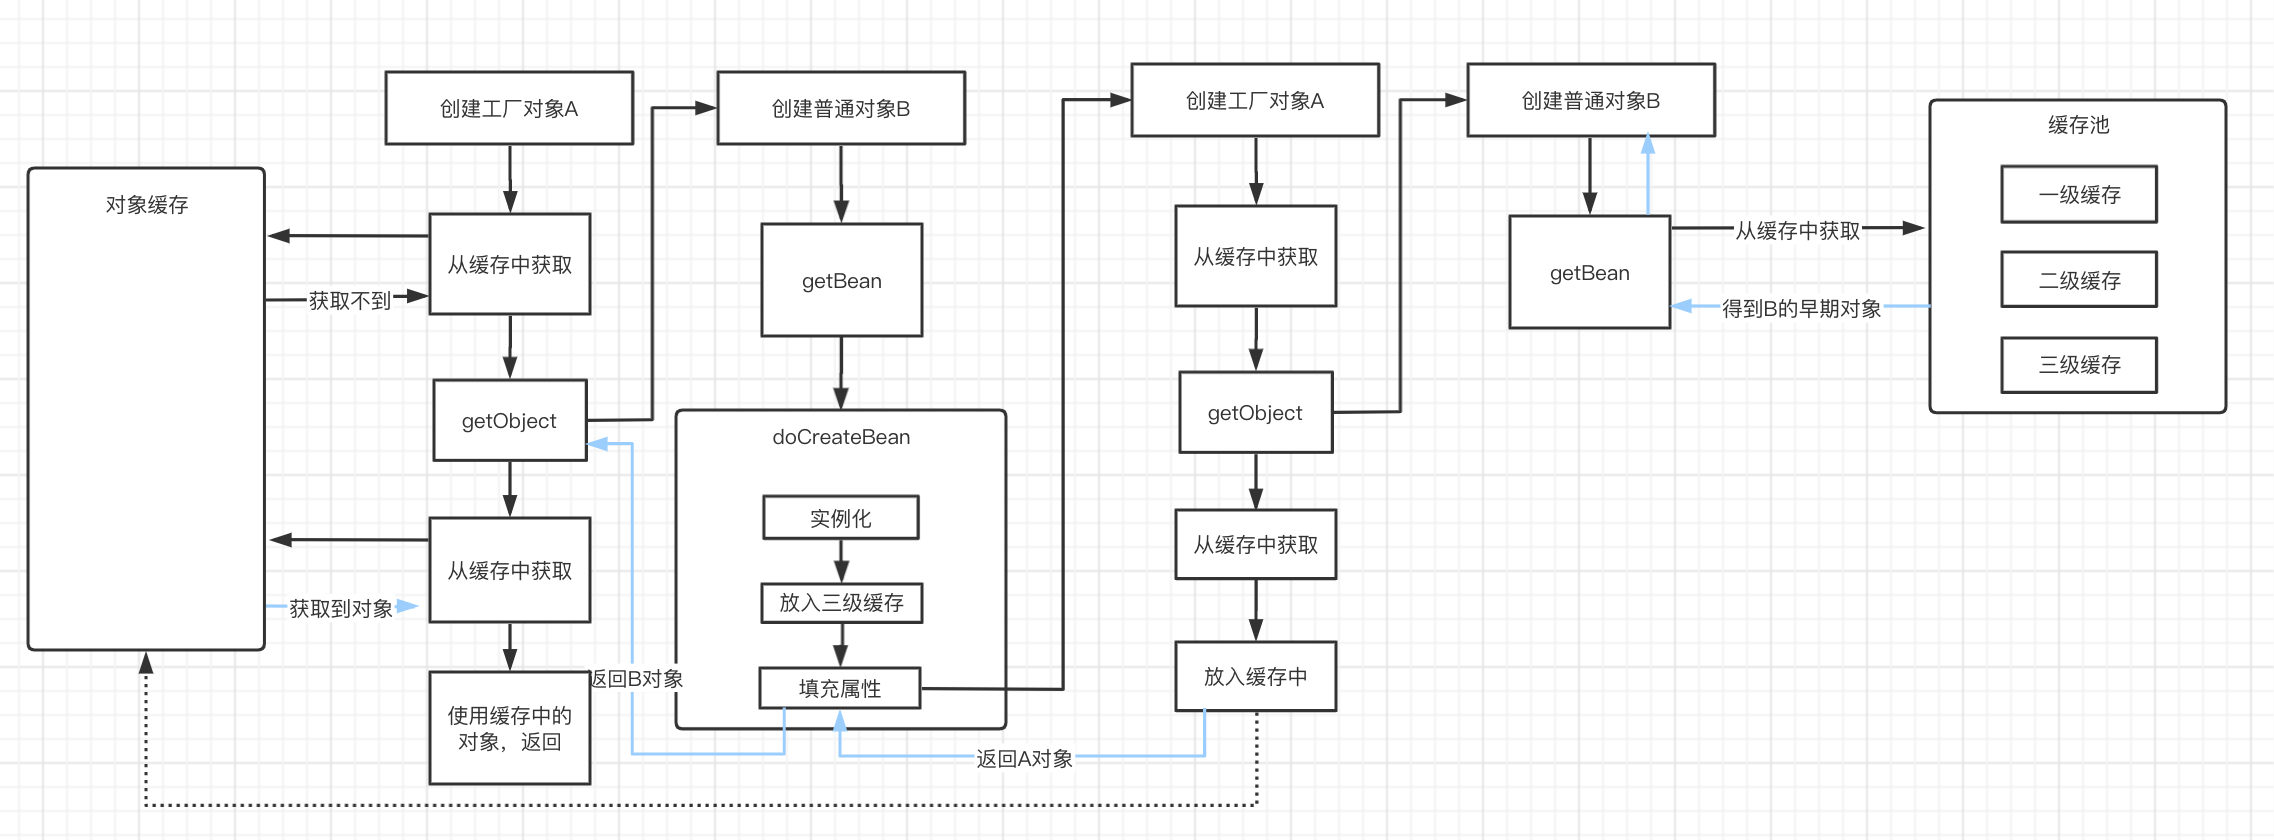 对象缓存
获取不到
获取到对象
创建工厂对象A
从缓存中获取
getObject
从缓存中获取
使用缓存中的
对象，返回
返回B对象
创建普通对象B
getBean
doCreateBean
实例化
放入三级缓存
填充属性
返回A对象
创建工厂对象A
从缓存中获取
getObject
从缓存中获取
放入缓存中
创建普通对象B
getBean
从缓存中获取
得到B的早期对象
缓存池
一级缓存
二级缓存
三级缓存